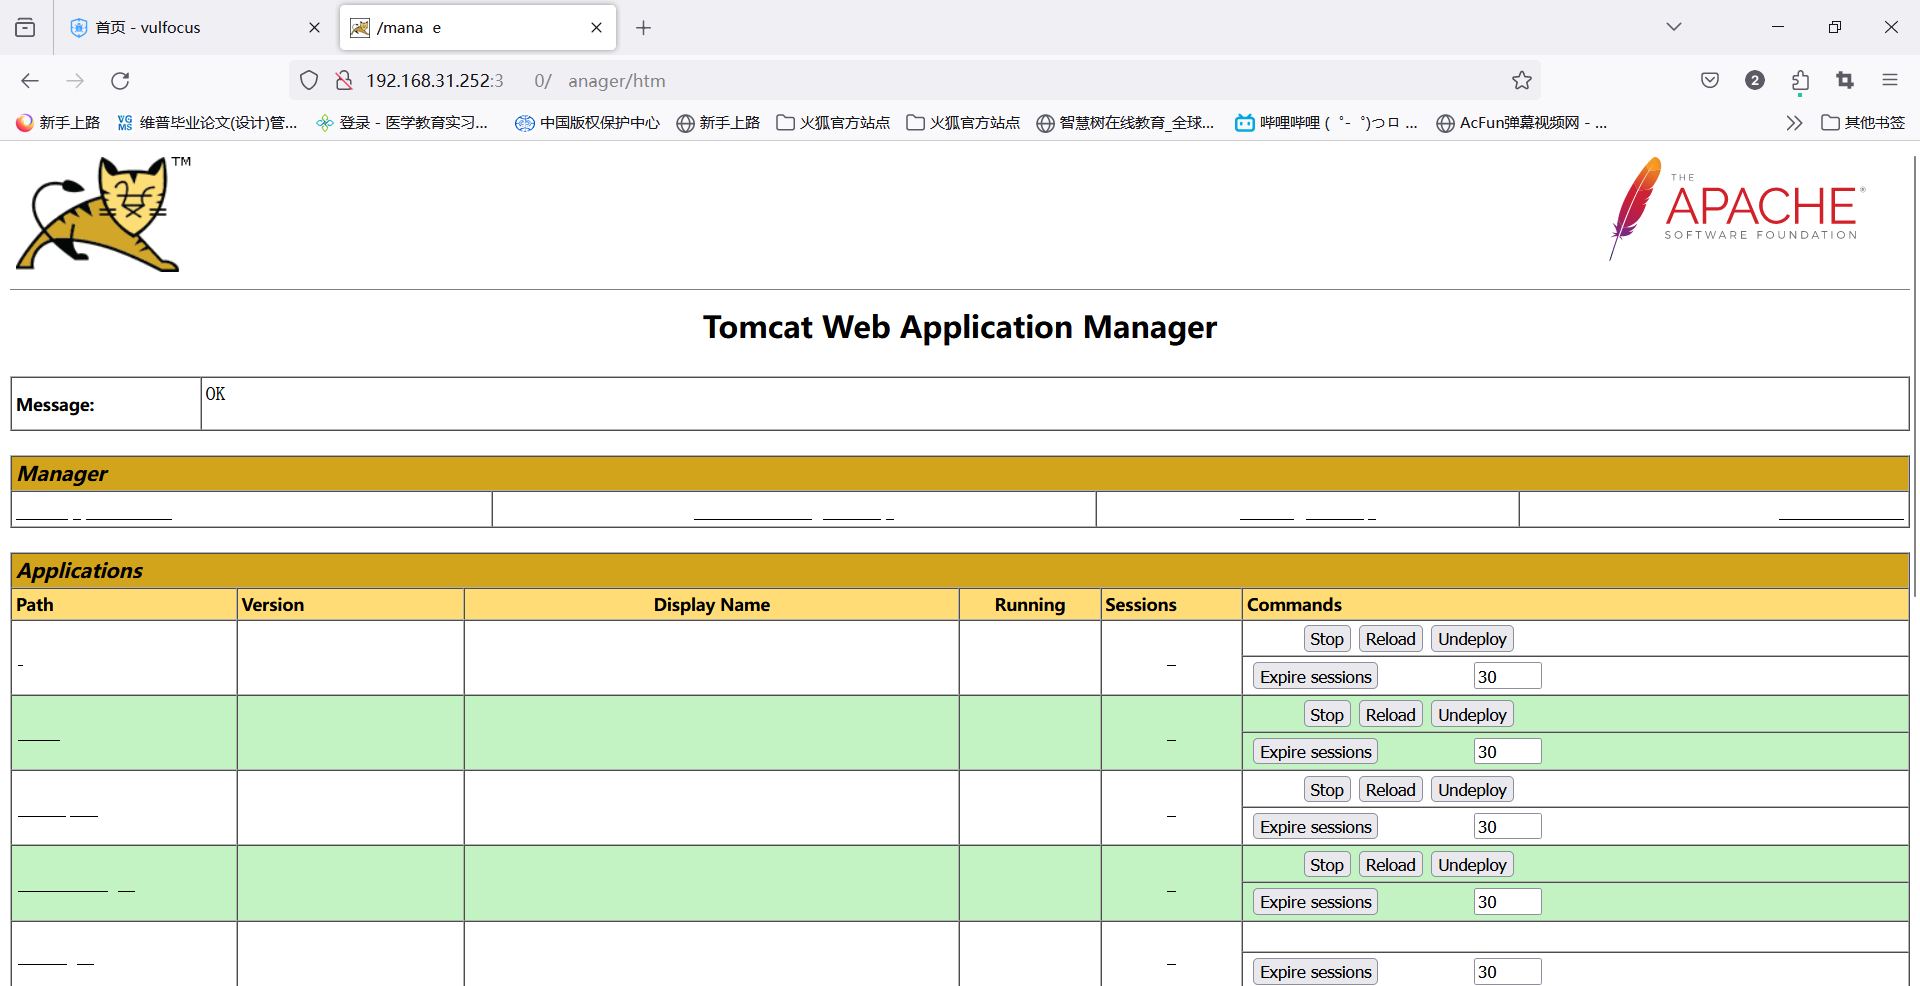 首页 - vulfocus
/mana e
192.168.31.252:3 0/ anager/htm
2
新手上路 维普毕业论文(设计)管... 登录 - 医学教育实习... 中国版权保护中心 新手上路 火狐官方站点 火狐官方站点 智慧树在线教育_全球... 哔哩哔哩 ( ゜- ゜)つロ ... AcFun弹幕视频网 - ... 其他书签
TM
THE
APACHE®
SOFTWARE FOUNDATION
Tomcat Web Application Manager
Message: OK
Manager
Applications
Path Version Display Name Running Sessions Commands
Stop Reload Undeploy
Expire sessions 30
Stop Reload Undeploy
Expire sessions 30
Stop Reload Undeploy
Expire sessions 30
Stop Reload Undeploy
Expire sessions 30
Expire sessions 30